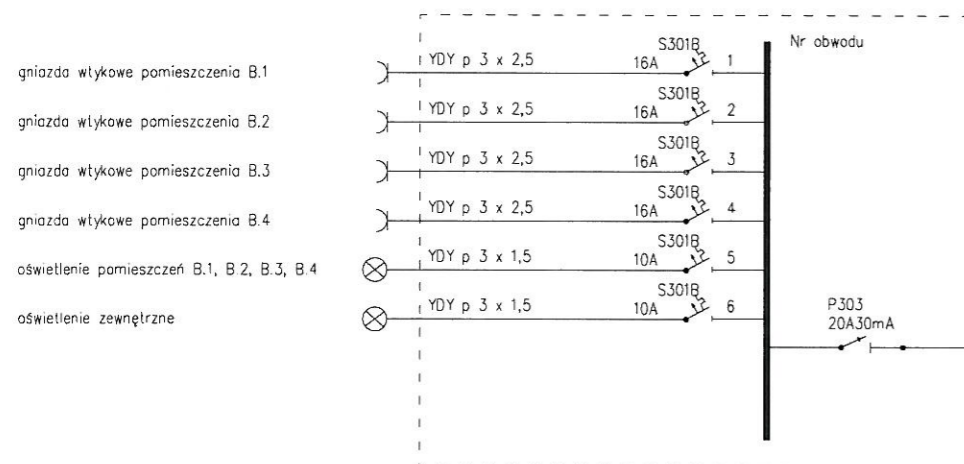 Nr obwodu
gniazda wtykowe pomieszczenia B.1 YDY p 3 x 2,5 16A S301B 1
gniazda wtykowe pomieszczenia B.2 YDY p 3 x 2,5 16A S301B 2
gniazda wtykowe pomieszczenia B.3 YDY p 3 x 2,5 16A S301B 3
gniazda wtykowe pomieszczenia B.4 YDY p 3 x 2,5 16A S301B 4
oświetlenie pomieszczeń B.1, B.2, B.3, B.4 YDY p 3 x 1,5 10A S301B 5
oświetlenie zewnętrzne YDY p 3 x 1,5 10A S301B 6
P303
20A30mA